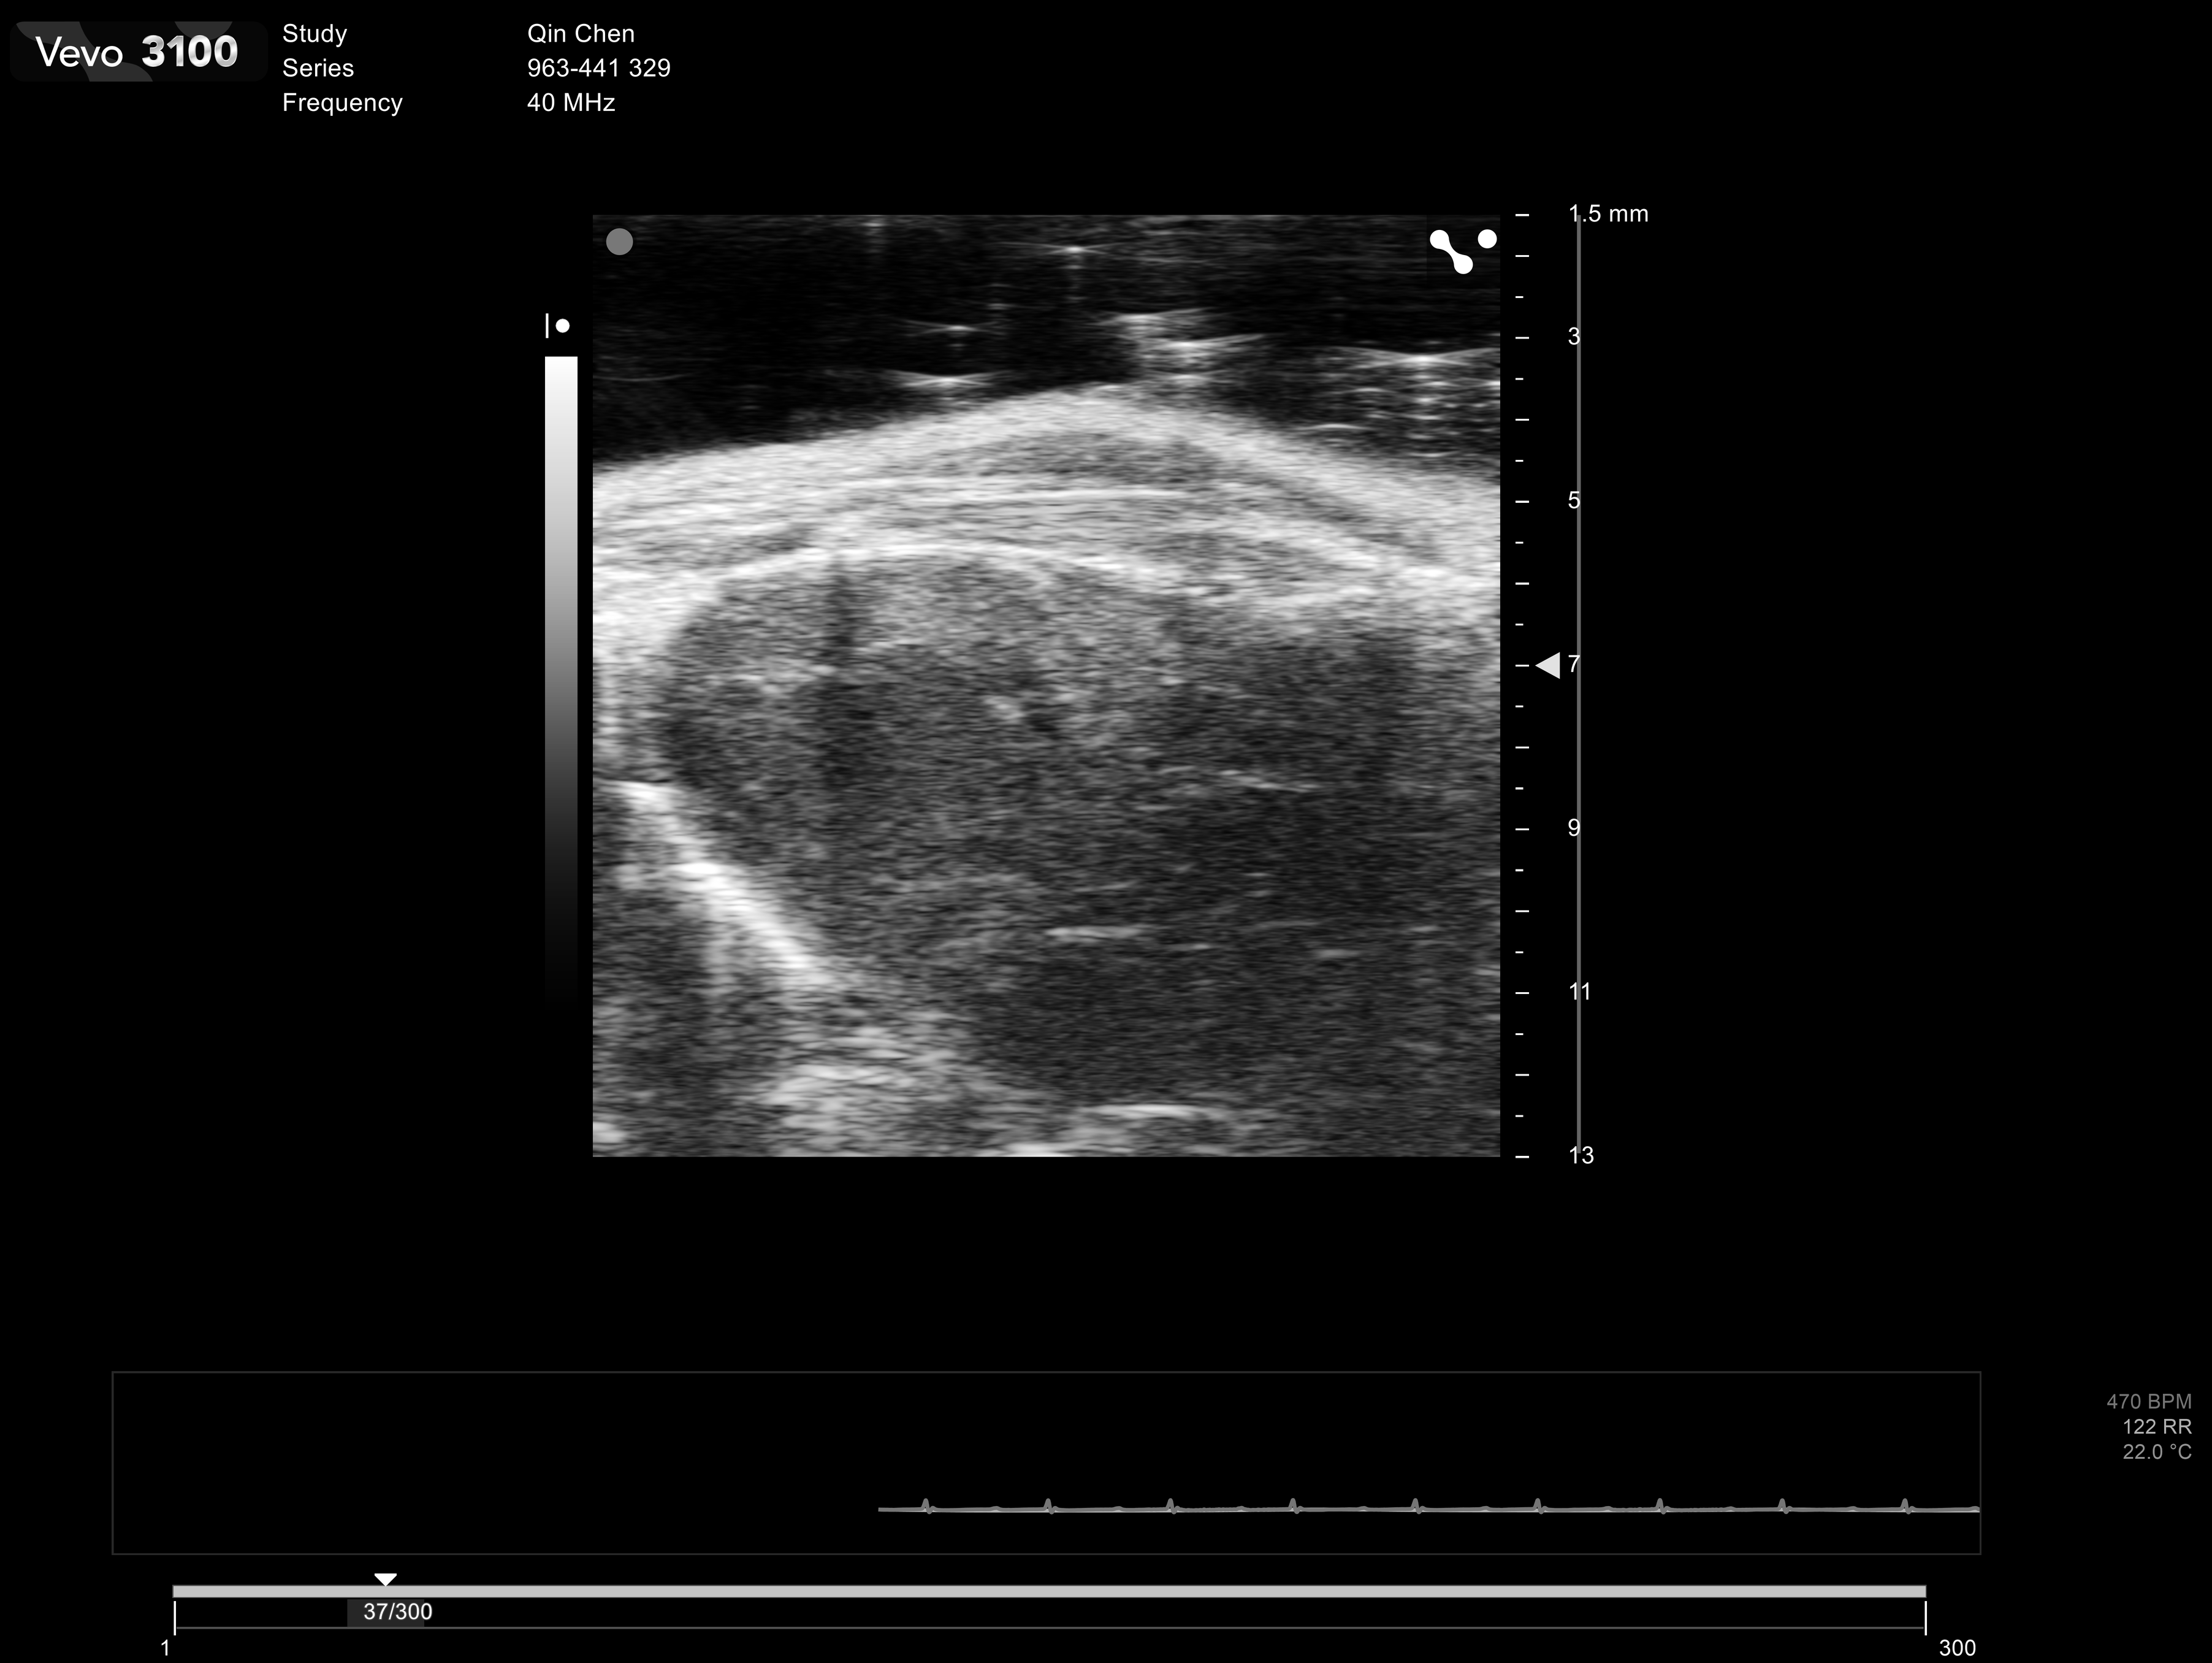 Vevo 3100
Study Qin Chen
Series 963-441 329
Frequency 40 MHz
1.5 mm
3
5
7
9
11
13
470 BPM
122 RR
22.0 °C
37/300
1
300